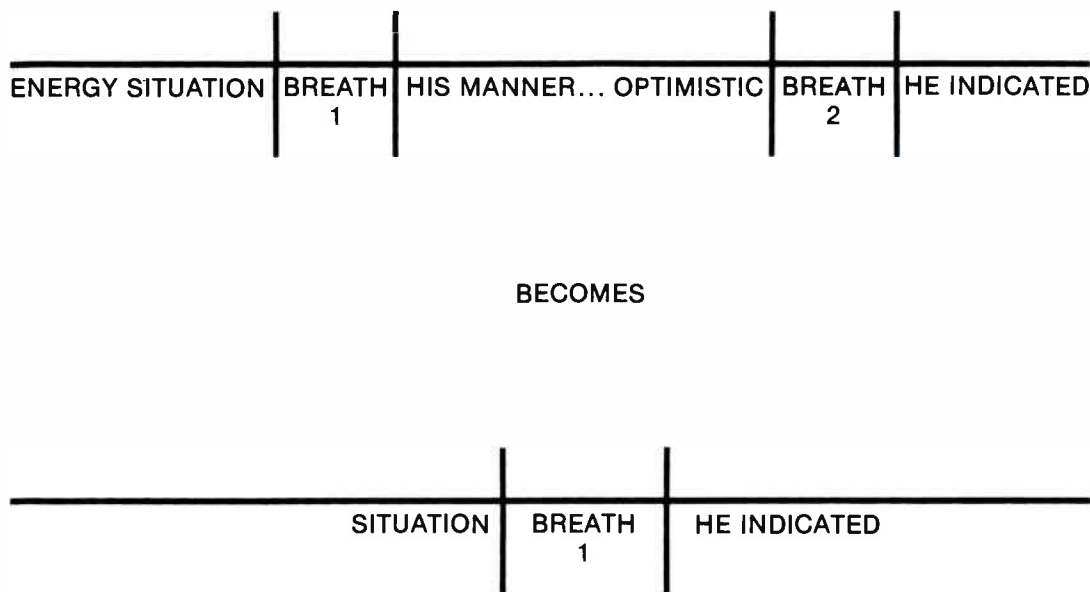 ENERGY SITUATION BREATH 1 HIS MANNER... OPTIMISTIC BREATH 2 HE INDICATED
BECOMES
SITUATION BREATH 1 HE INDICATED